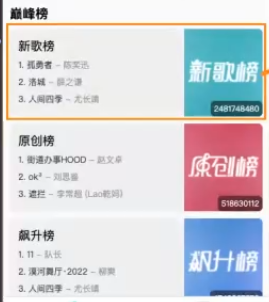 巅峰榜
新歌榜
1. 孤勇者 - 陈奕迅
2. 洛城 - 薛之谦
3. 人间四季 - 尤长靖
新歌榜
2481748480
原创榜
1. 街道办事HOOD - 赵文卓
2. ok³ - 刘思鉴
3. 遮拦 - 李常超 (Lao乾妈)
原创榜
518630112
飙升榜
1. 11 - 队长
2. 漠河舞厅·2022 - 柳爽
3. 人间四季 - 尤长靖
飙升榜